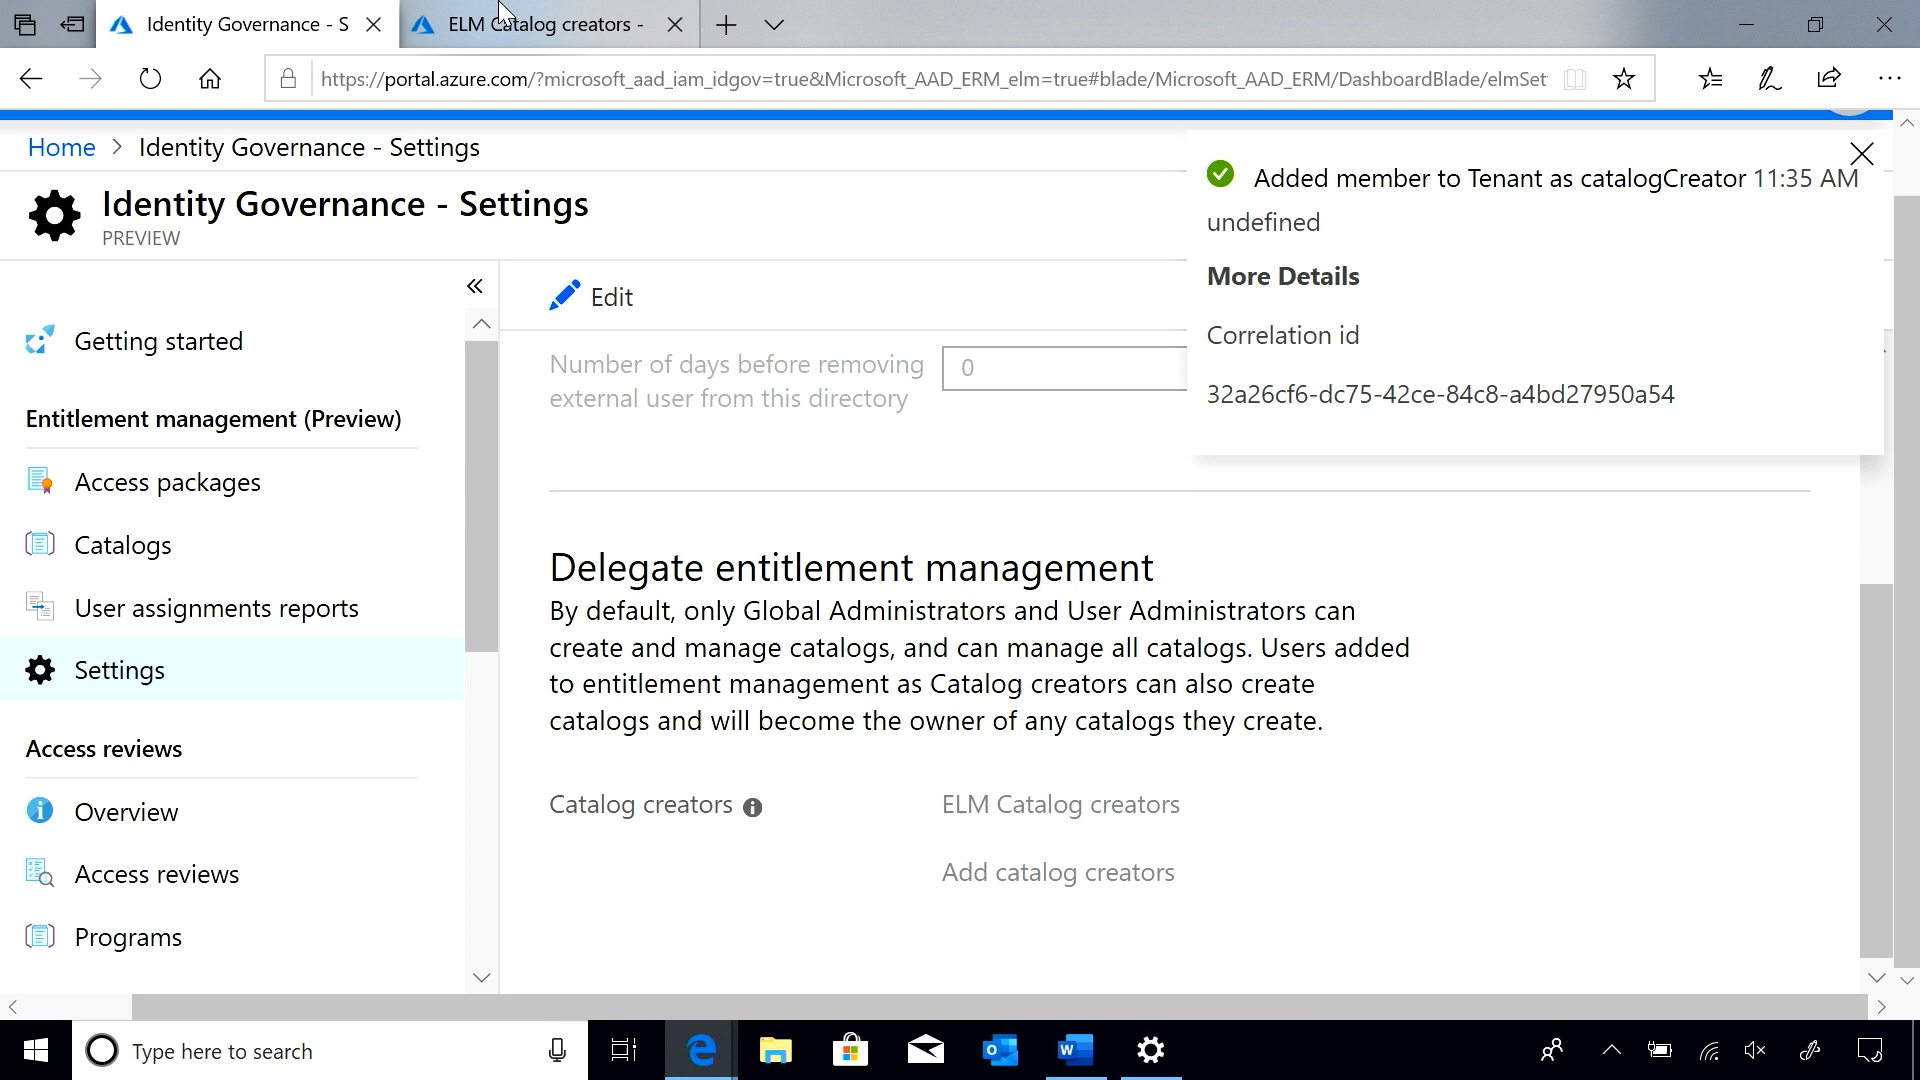 Identity Governance - S
ELM Catalog creators -
https://portal.azure.com/?microsoft_aad_iam_idgov=true&Microsoft_AAD_ERM_elm=true#blade/Microsoft_AAD_ERM/DashboardBlade/elmSet
Home > Identity Governance - Settings
Identity Governance - Settings
PREVIEW
Added member to Tenant as catalogCreator 11:35 AM
undefined
More Details
Correlation id
32a26cf6-dc75-42ce-84c8-a4bd27950a54
Getting started
Entitlement management (Preview)
Access packages
Catalogs
User assignments reports
Settings
Access reviews
Overview
Access reviews
Programs
Edit
Number of days before removing
external user from this directory
0
Delegate entitlement management
By default, only Global Administrators and User Administrators can
create and manage catalogs, and can manage all catalogs. Users added
to entitlement management as Catalog creators can also create
catalogs and will become the owner of any catalogs they create.
Catalog creators
ELM Catalog creators
Add catalog creators
Type here to search